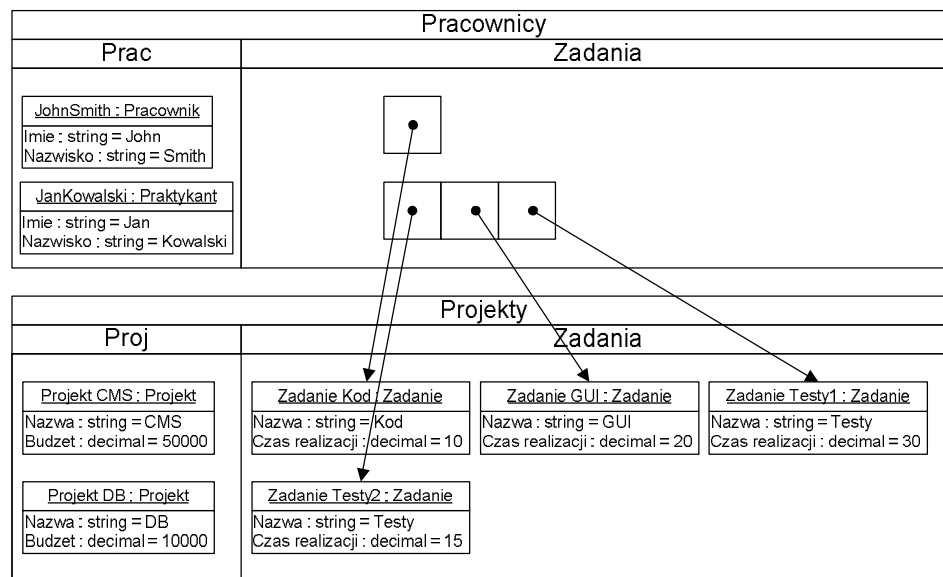 Pracownicy
Prac
Zadania
JohnSmith : Pracownik
Imie : string = John
Nazwisko : string = Smith
JanKowalski : Praktykant
Imie : string = Jan
Nazwisko : string = Kowalski
Projekty
Proj
Zadania
Projekt CMS : Projekt
Nazwa : string = CMS
Budzet : decimal = 50000
Zadanie Kod : Zadanie
Nazwa : string = Kod
Czas realizacji : decimal = 10
Zadanie GUI : Zadanie
Nazwa : string = GUI
Czas realizacji : decimal = 20
Zadanie Testy1 : Zadanie
Nazwa : string = Testy
Czas realizacji : decimal = 30
Projekt DB : Projekt
Nazwa : string = DB
Budzet : decimal = 10000
Zadanie Testy2 : Zadanie
Nazwa : string = Testy
Czas realizacji : decimal = 15